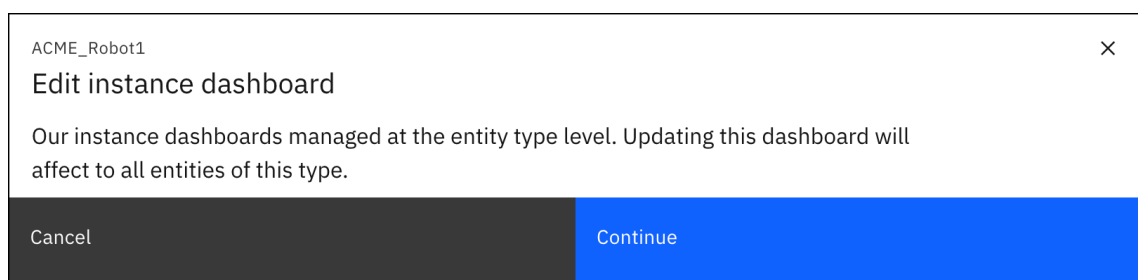 ACME_Robot1
Edit instance dashboard
Our instance dashboards managed at the entity type level. Updating this dashboard will
affect to all entities of this type.
Cancel
Continue